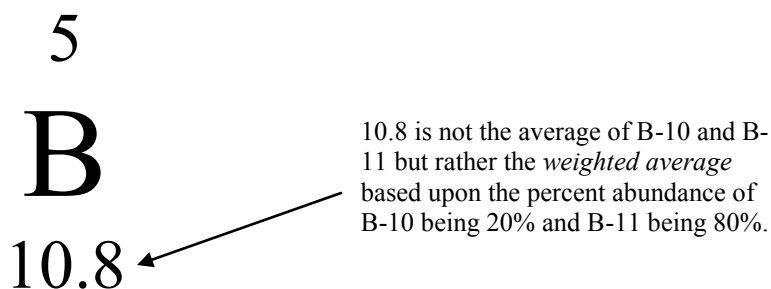 5
B
10.8
10.8 is not the average of B-10 and B-
11 but rather the weighted average
based upon the percent abundance of
B-10 being 20% and B-11 being 80%.